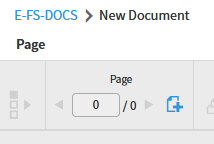 E-FS-DOCS > New Document
Page
Page
0 / 0